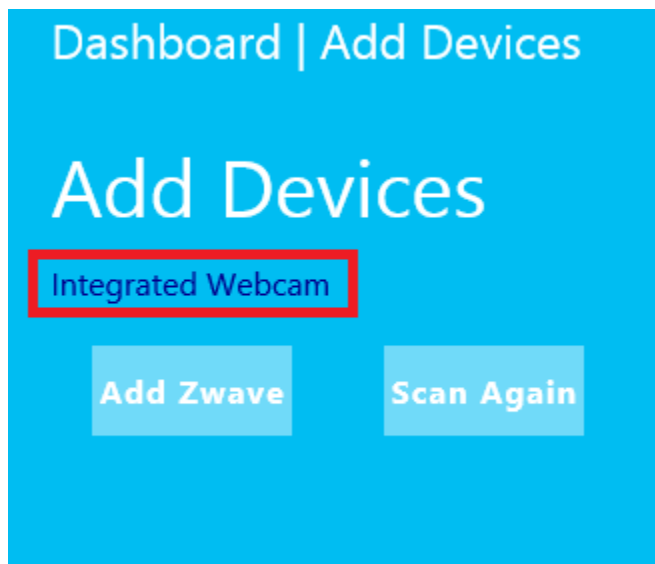 Dashboard | Add Devices
Add Devices
Integrated Webcam
Add Zwave
Scan Again